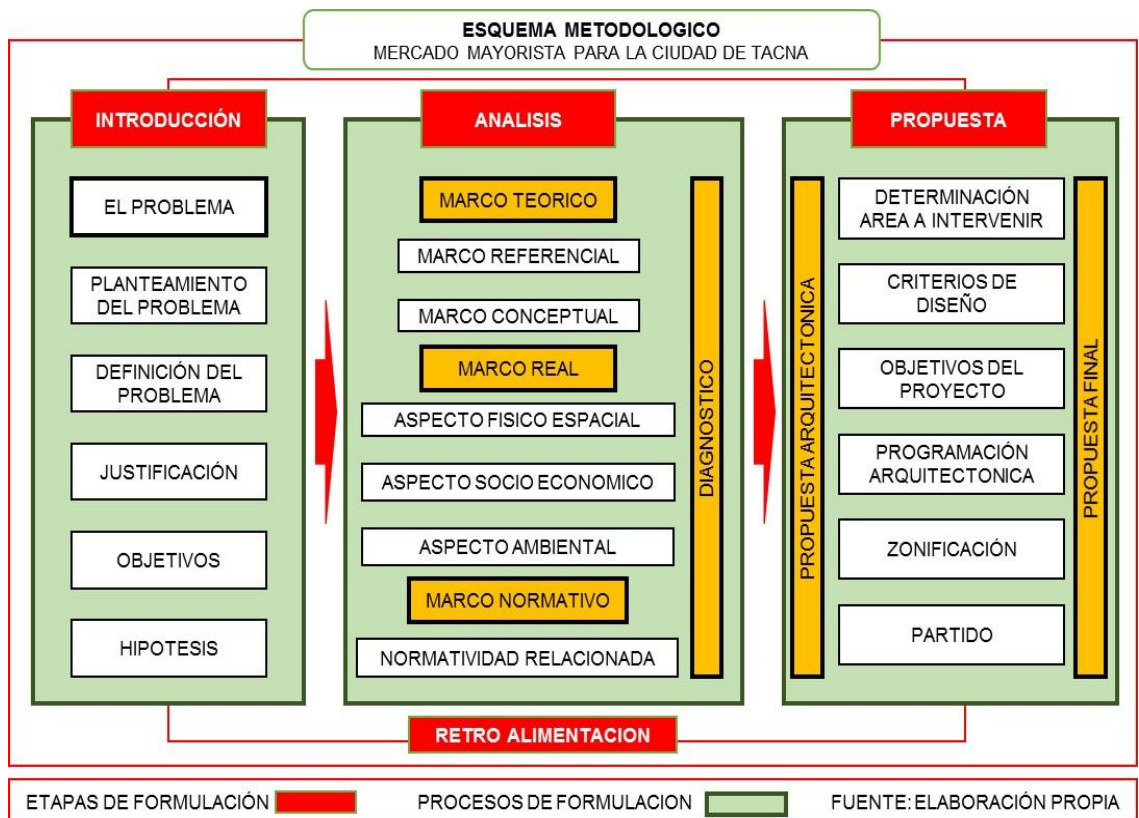 ESQUEMA METODOLOGICO
MERCADO MAYORISTA PARA LA CIUDAD DE TACNA
INTRODUCCIÓN
EL PROBLEMA
PLANTEAMIENTO
DEL PROBLEMA
DEFINICIÓN DEL
PROBLEMA
JUSTIFICACIÓN
OBJETIVOS
HIPOTESIS
ANALISIS
MARCO TEORICO
MARCO REFERENCIAL
MARCO CONCEPTUAL
MARCO REAL
ASPECTO FISICO ESPACIAL
ASPECTO SOCIO ECONOMICO
ASPECTO AMBIENTAL
MARCO NORMATIVO
NORMATIVIDAD RELACIONADA
DIAGNOSTICO
PROPUESTA
PROPUESTA ARQUITECTONICA
DETERMINACIÓN
AREA A INTERVENIR
CRITERIOS DE
DISEÑO
OBJETIVOS DEL
PROYECTO
PROGRAMACIÓN
ARQUITECTONICA
ZONIFICACIÓN
PARTIDO
PROPUESTA FINAL
RETRO ALIMENTACION
ETAPAS DE FORMULACIÓN
PROCESOS DE FORMULACION
FUENTE: ELABORACIÓN PROPIA